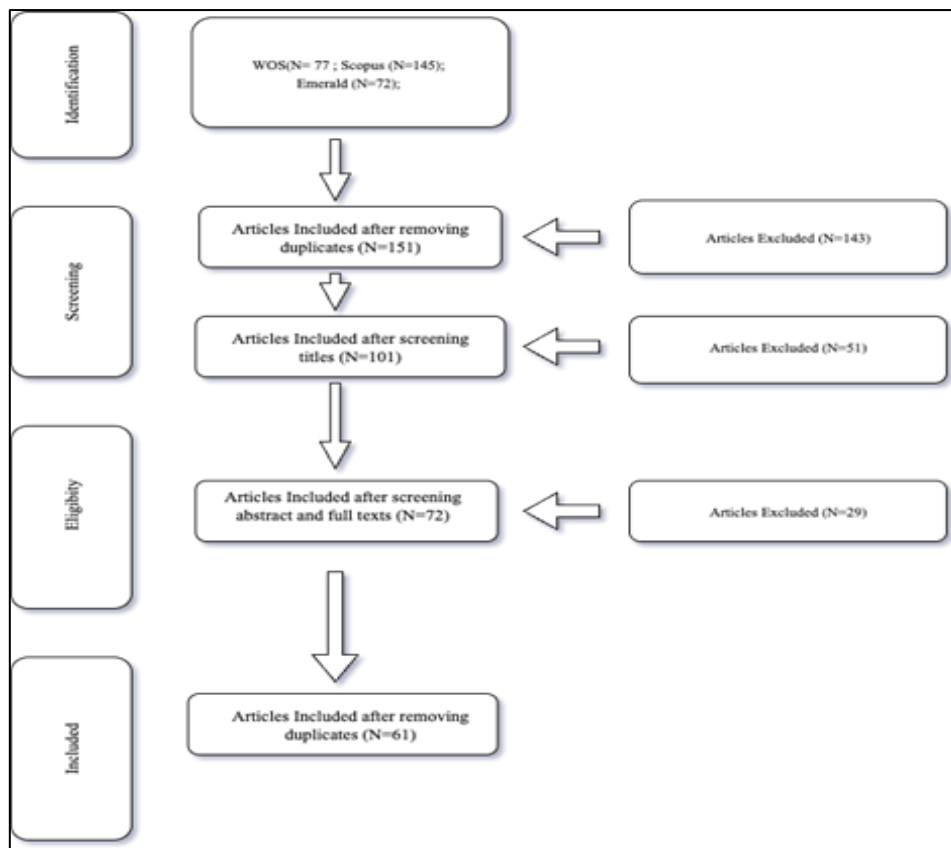 Identification
WOS(N= 77 ; Scopus (N=145);
Emerald (N=72);
Screening
Articles Included after removing
duplicates (N=151)
Articles Excluded (N=143)
Articles Included after screening
titles (N=101)
Articles Excluded (N=51)
Eligibity
Articles Included after screening
abstract and full texts (N=72)
Articles Excluded (N=29)
Included
Articles Included after removing
duplicates (N=61)